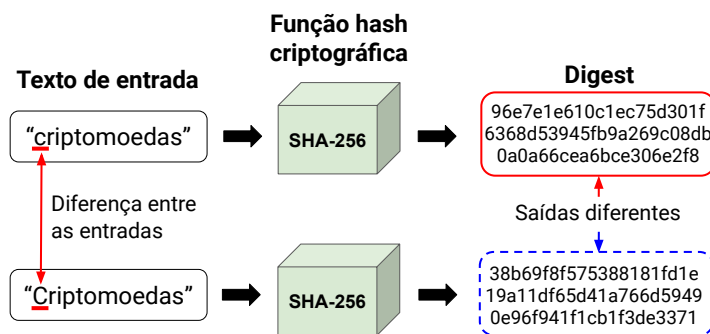 Função hash
criptográfica
Texto de entrada
Digest
“criptomoedas”
SHA-256
96e7e1e610c1ec75d301f
6368d53945fb9a269c08db
0a0a66cea6bce306e2f8
Diferença entre
as entradas
Saídas diferentes
“Criptomoedas”
SHA-256
38b69f8f575388181fd1e
19a11df65d41a766d5949
0e96f941f1cb1f3de3371